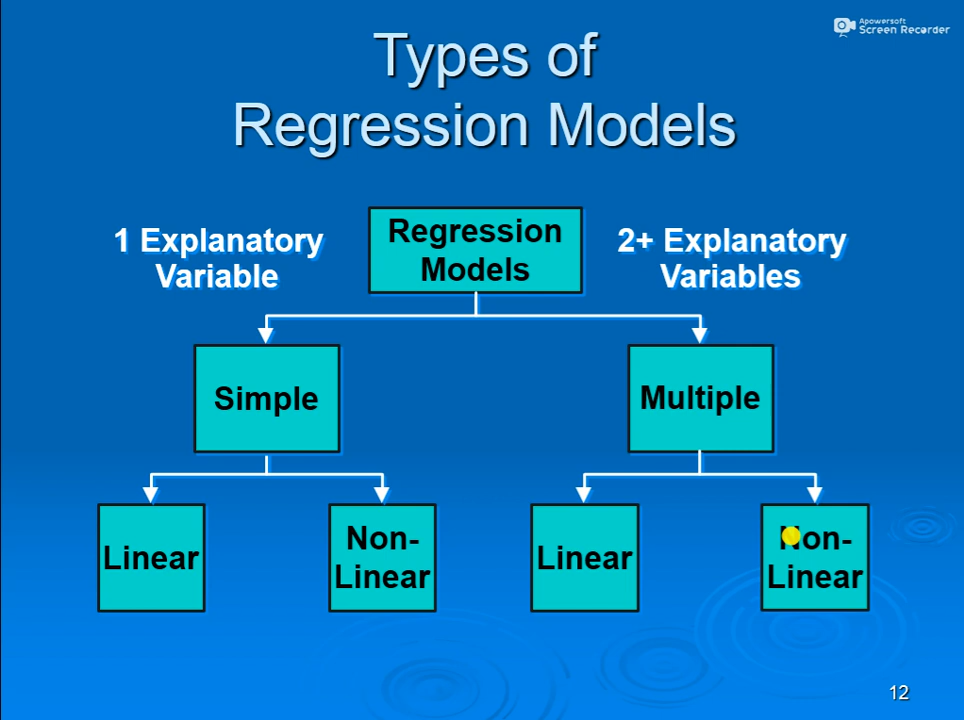 Apowersoft
Screen Recorder
Types of
Regression Models
1 Explanatory
Variable
Regression
Models
2+ Explanatory
Variables
Simple
Multiple
Linear
Non-
Linear
Linear
Non-
Linear
12